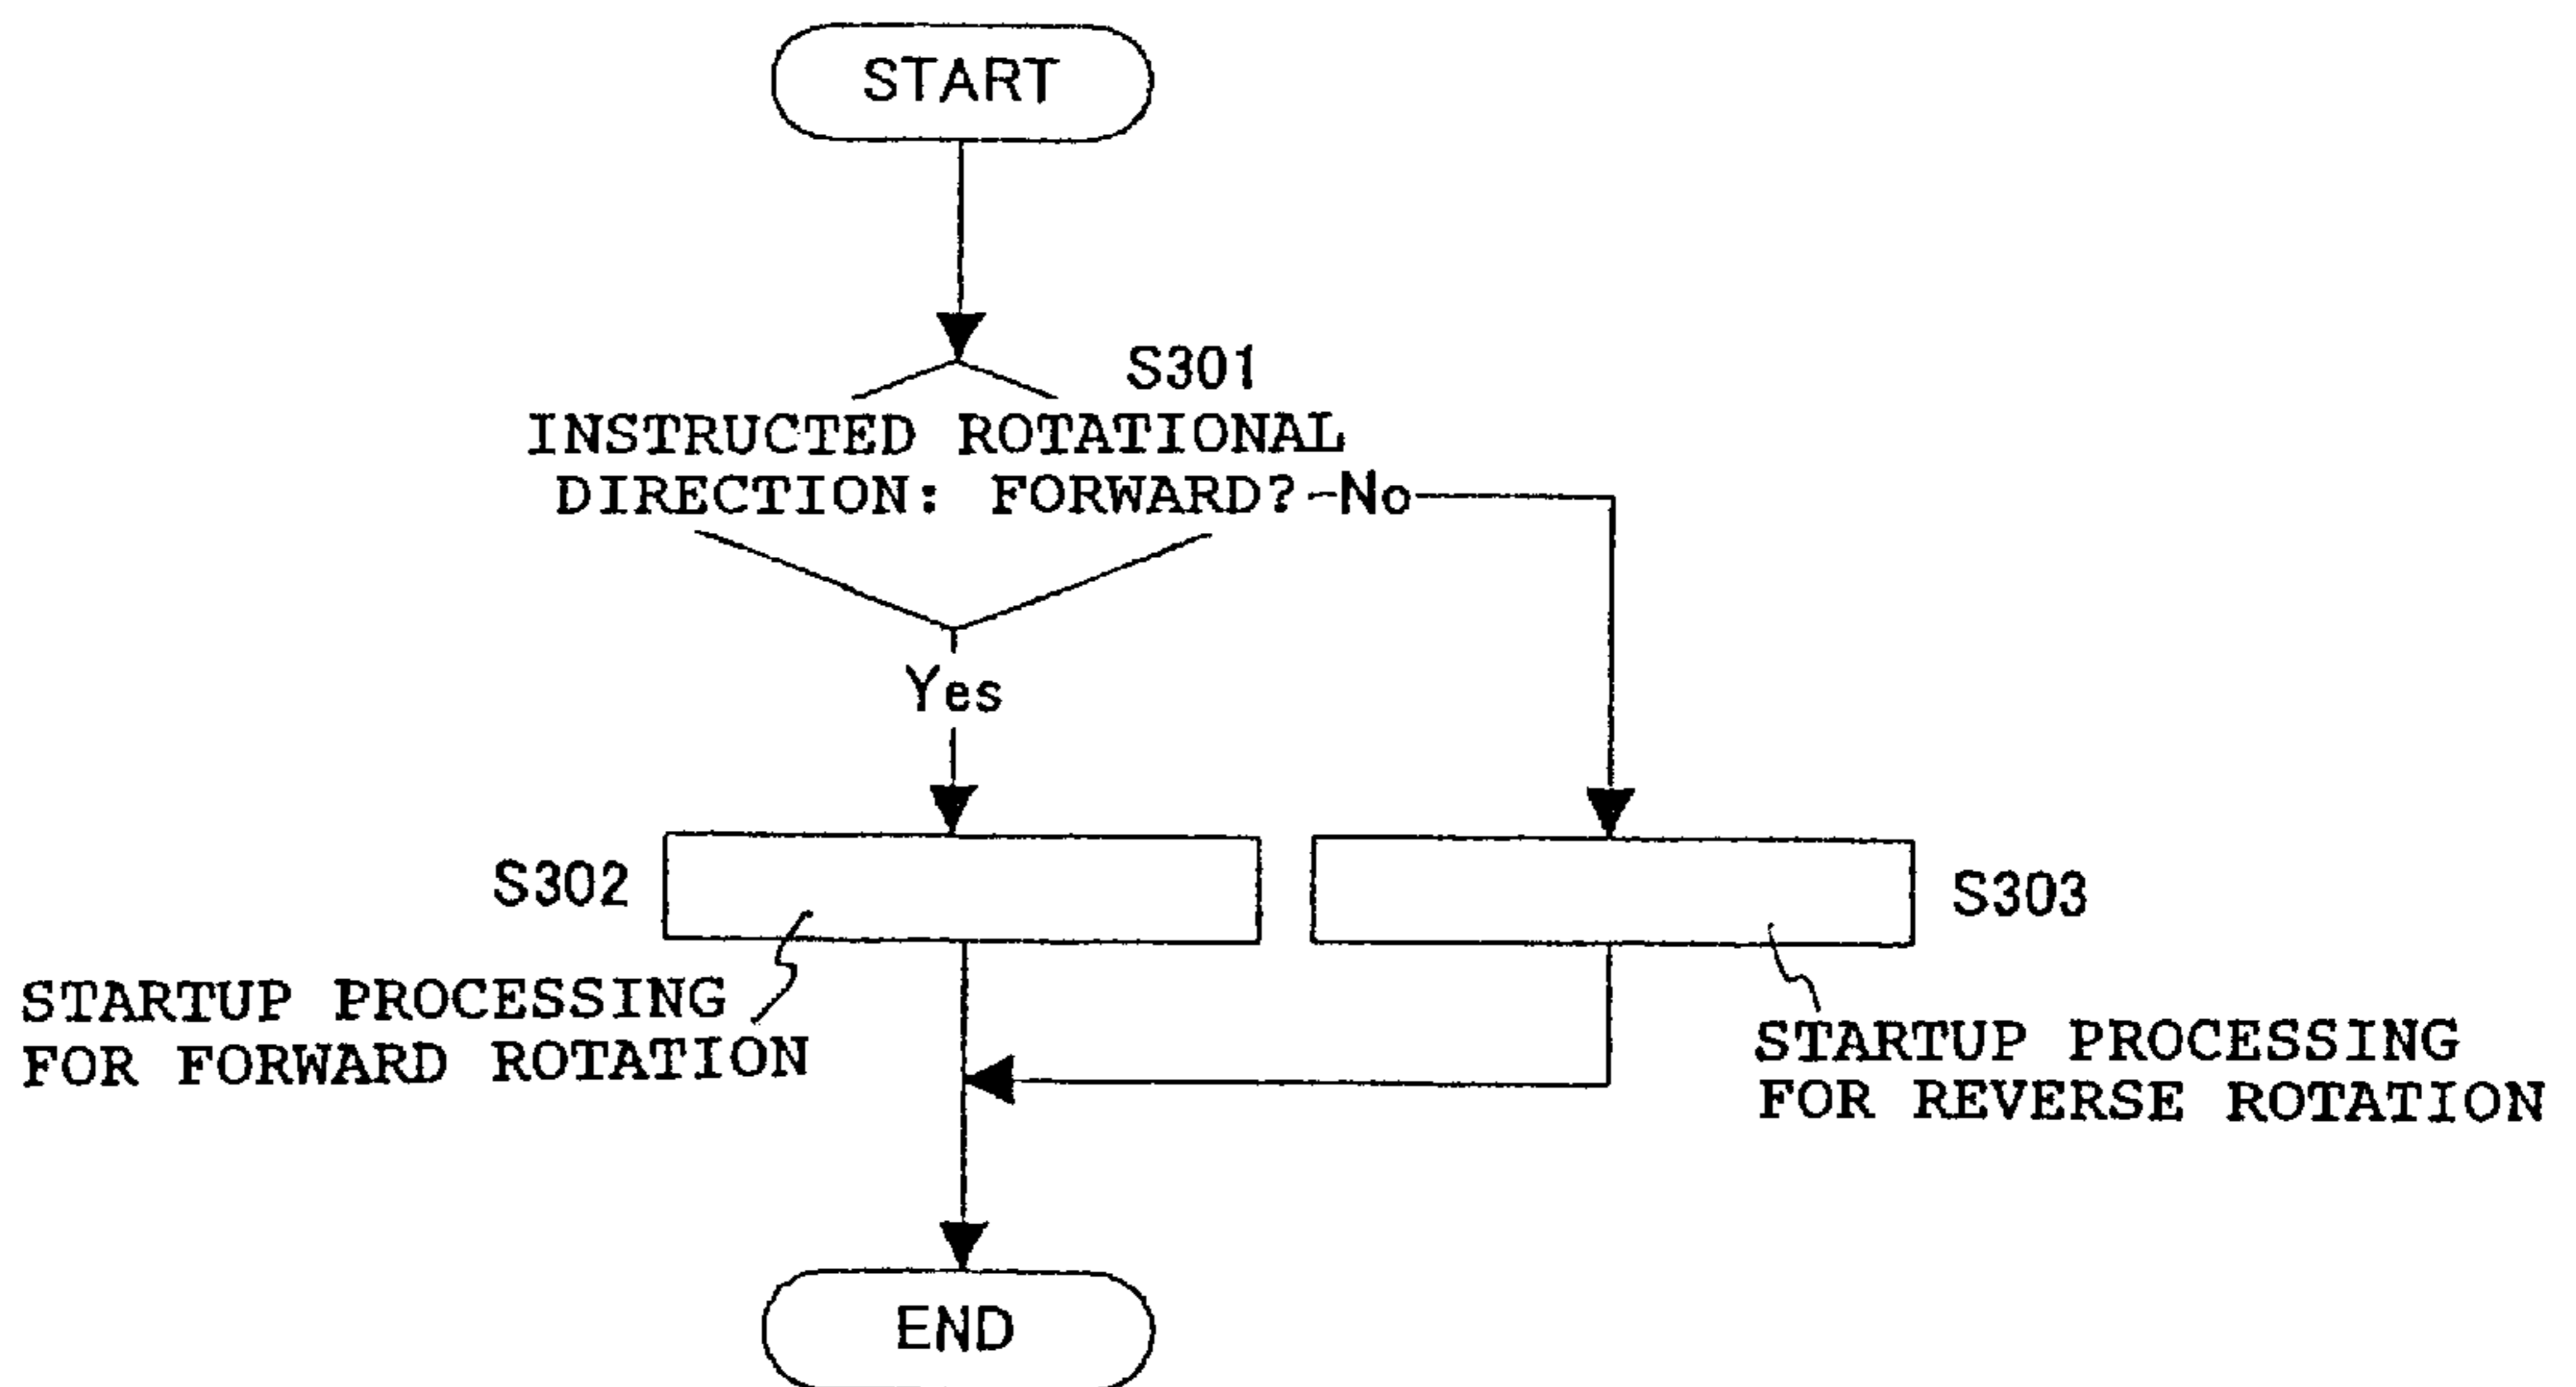 START
S301
INSTRUCTED ROTATIONAL
DIRECTION: FORWARD?
No
Yes
S302
S303
STARTUP PROCESSING
FOR FORWARD ROTATION
STARTUP PROCESSING
FOR REVERSE ROTATION
END